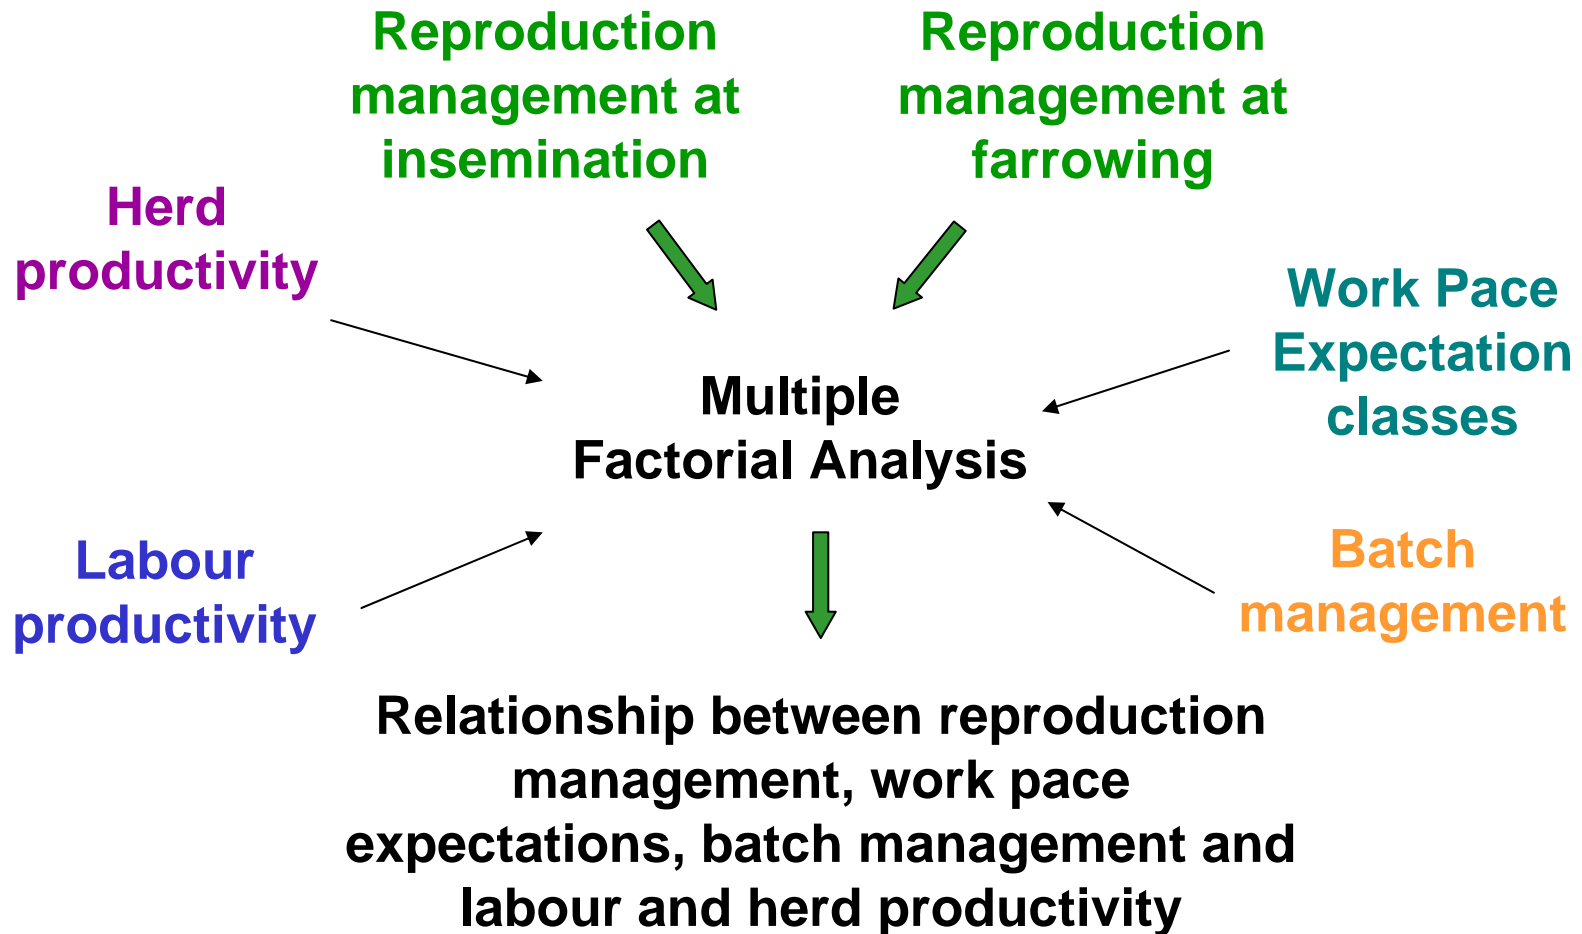 Reproduction
management at
insemination
Reproduction
management at
farrowing
Herd
productivity
Work Pace
Expectation
classes
Multiple
Factorial Analysis
Labour
productivity
Batch
management
Relationship between reproduction
management, work pace
expectations, batch management and
labour and herd productivity